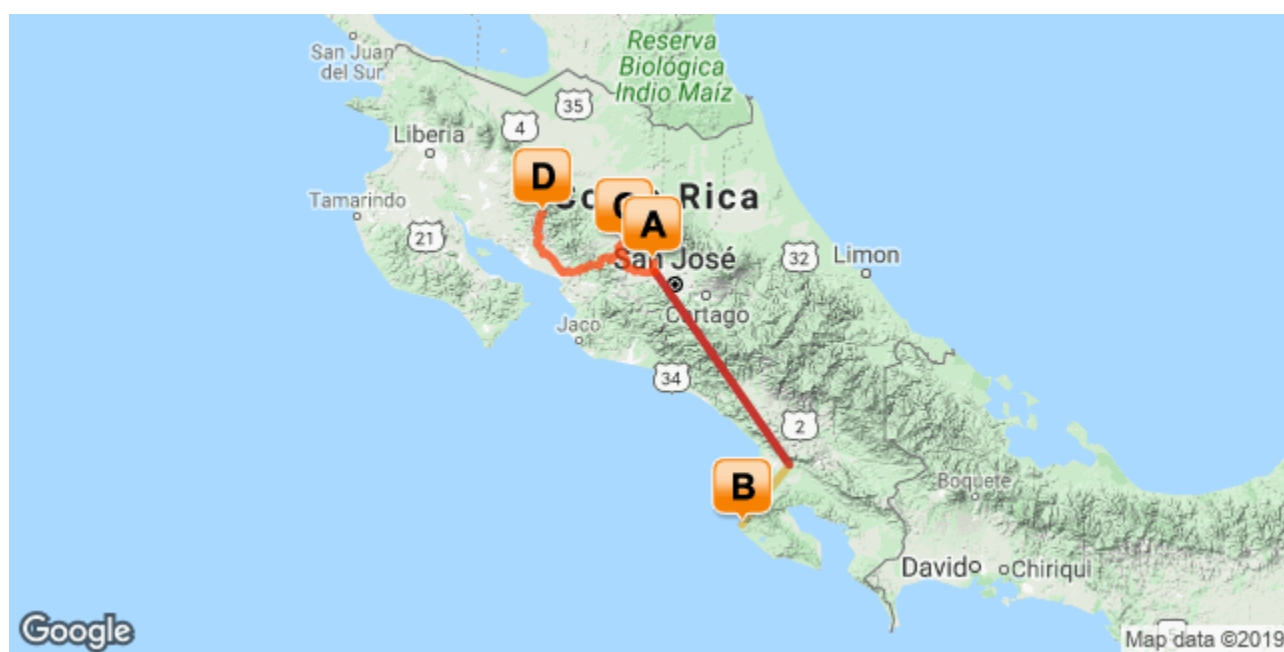 San Juan
del Sur
Reserva
Biológica
Indio Maíz
35
4
Liberia
D
C
A
Rica
Tamarindo
21
San José
32
Limon
Cartago
Jaco
34
2
B
Boquete
David
Chiriqui
Google
Map data ©2019